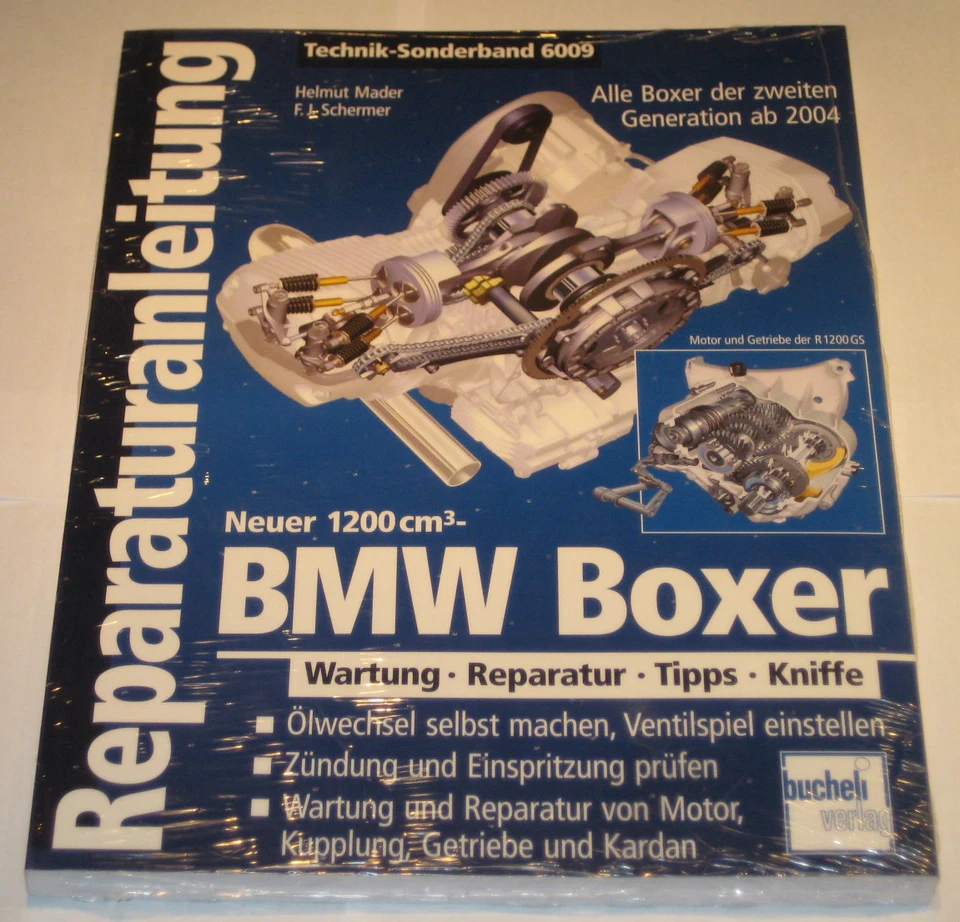 Reparaturanleitung
Technik-Sonderband 6009
Helmut Mader
F. J. Schermer
Alle Boxer der zweiten
Generation ab 2004
Motor und Getriebe der R 1200 GS
Neuer 1200 cm³-
BMW Boxer
Wartung · Reparatur · Tipps · Kniffe
■ Ölwechsel selbst machen, Ventilspiel einstellen
■ Zündung und Einspritzung prüfen
■ Wartung und Reparatur von Motor,
Kupplung, Getriebe und Kardan
bucheli
verlag